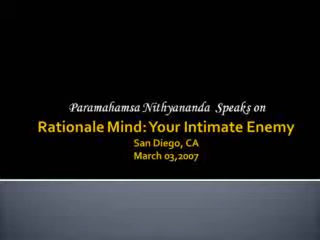 Paramahamsa Nithyananda Speaks on
Rationale Mind: Your Intimate Enemy
San Diego, CA
March 03,2007